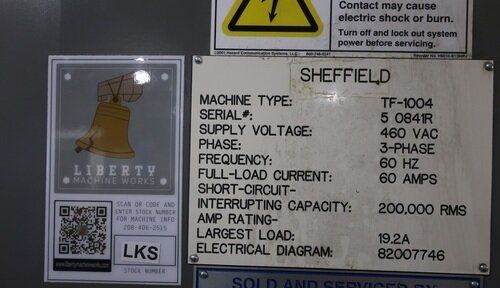 Contact may cause
electric shock or burn.
Turn off and lock out system
power before servicing.
LIBERTY
MACHINE WORKS
SCAN QR CODE AND
ENTER STOCK NUMBER
FOR MACHINE INFO
208-406-2515
LKS
STOCK NUMBER
www.libertymachineworks.com
SHEFFIELD
MACHINE TYPE: TF-1004
SERIAL#: 5 0841R
SUPPLY VOLTAGE: 460 VAC
PHASE: 3-PHASE
FREQUENCY: 60 HZ
FULL-LOAD CURRENT: 60 AMPS
SHORT-CIRCUIT-
INTERRUPTING CAPACITY: 200,000 RMS
AMP RATING-
LARGEST LOAD: 19.2A
ELECTRICAL DIAGRAM: 82007746
SOLD AND SERVICED BY